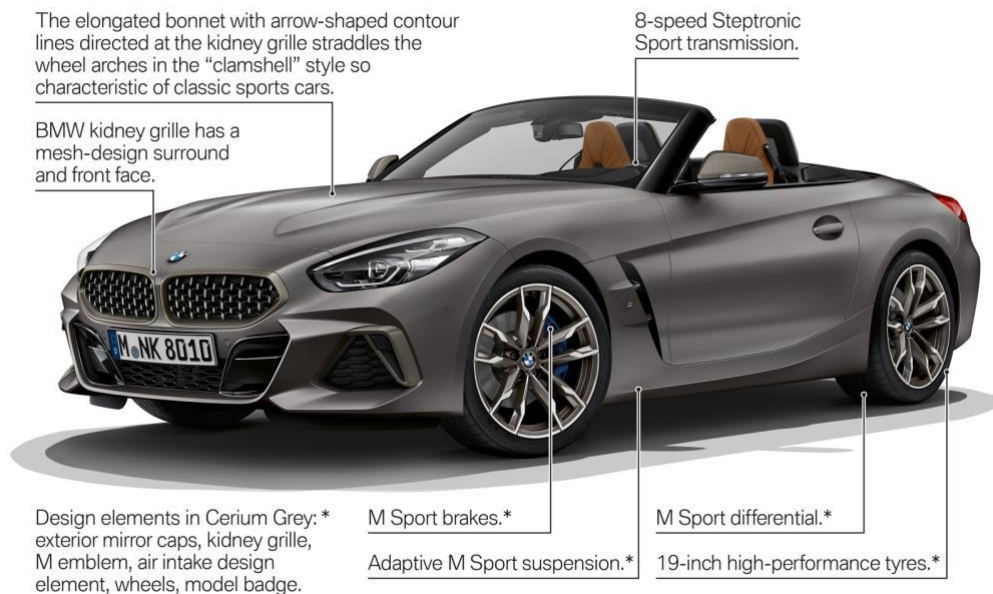 The elongated bonnet with arrow-shaped contour
lines directed at the kidney grille straddles the
wheel arches in the “clamshell” style so
characteristic of classic sports cars.
8-speed Steptronic
Sport transmission.
BMW kidney grille has a
mesh-design surround
and front face.
M NK 8010
Design elements in Cerium Grey: *
exterior mirror caps, kidney grille,
M emblem, air intake design
element, wheels, model badge.
M Sport brakes.*
Adaptive M Sport suspension.*
M Sport differential.*
19-inch high-performance tyres.*